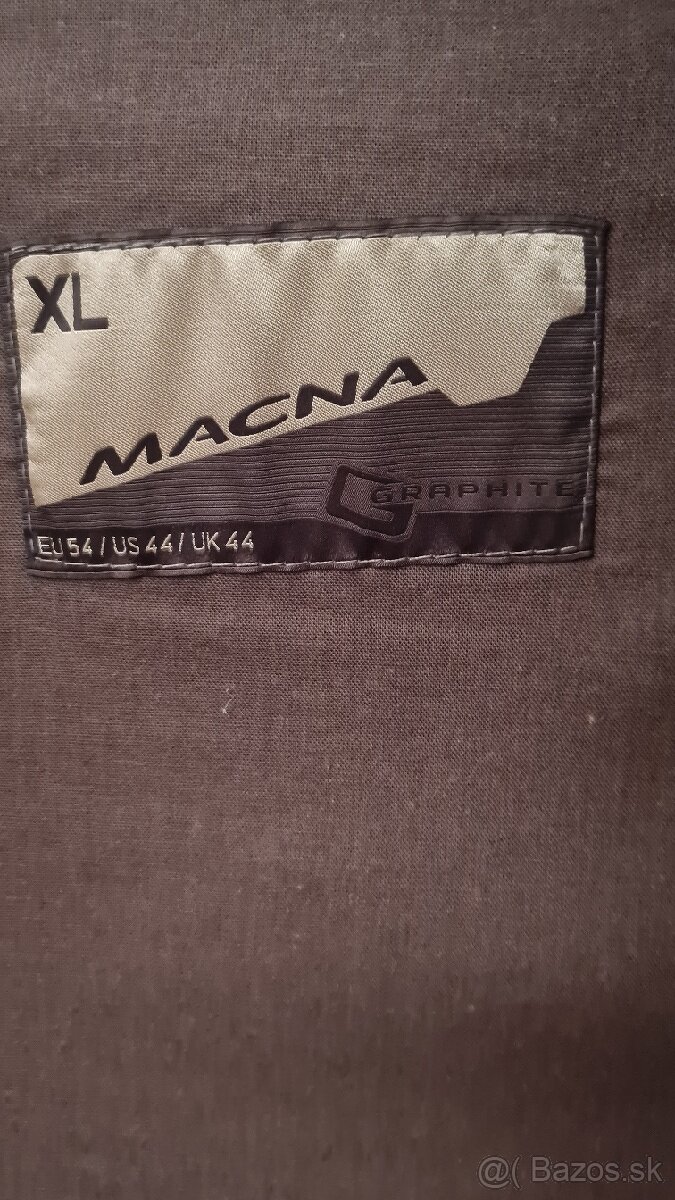 XL
MACNA
GRAPHITE
EU 54 / US 44 / UK 44
@( Bazos.sk